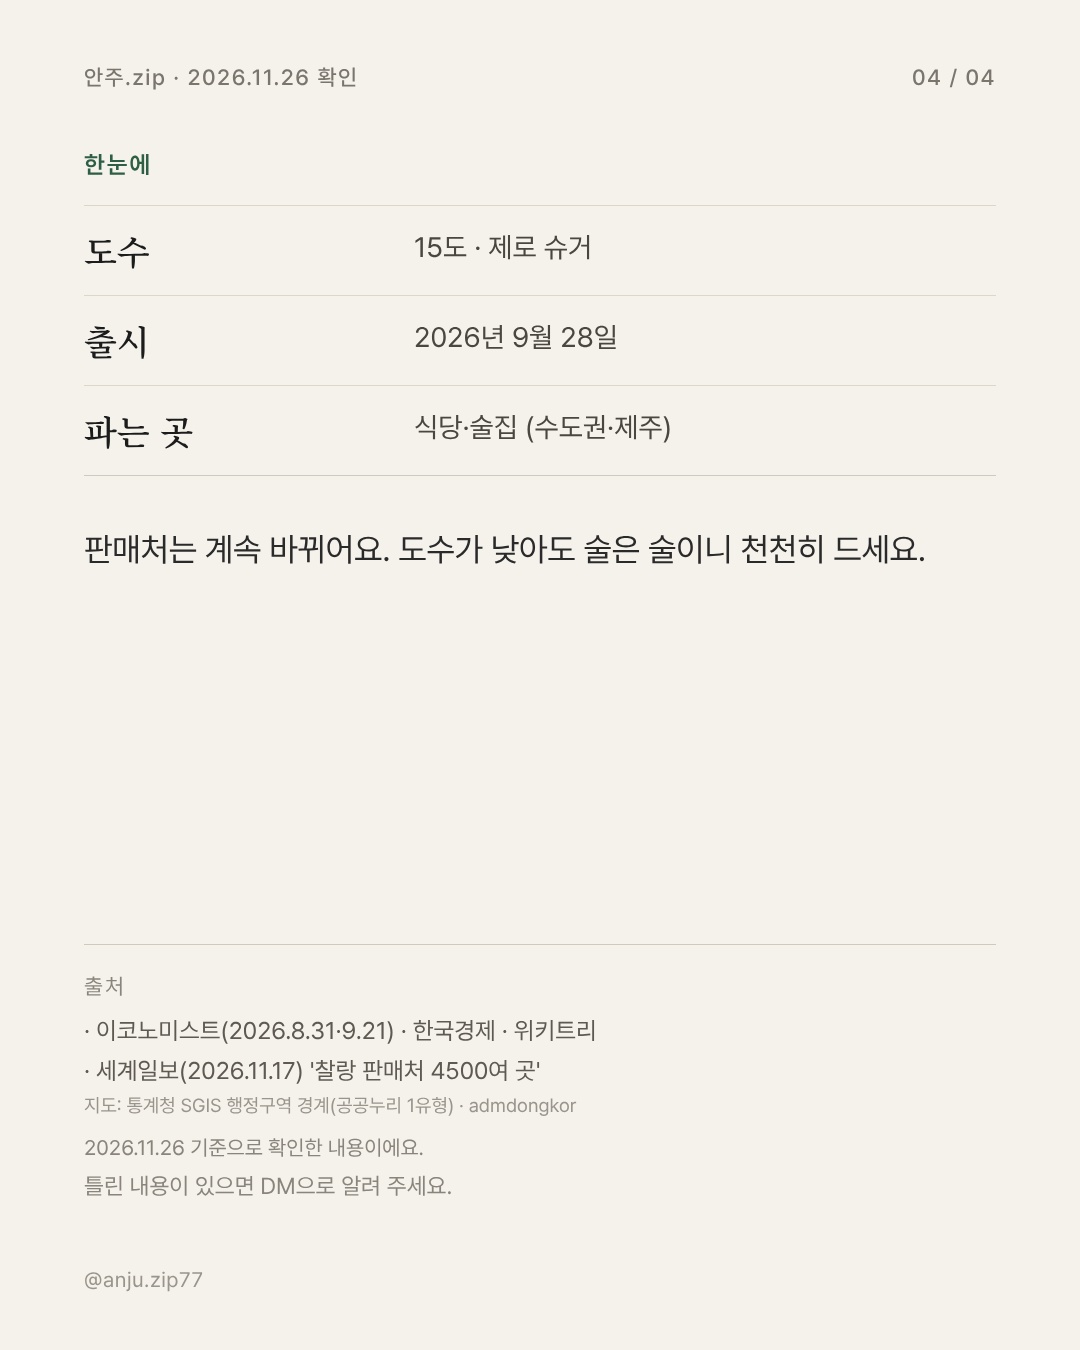 안주.zip · 2026.11.26 확인
04 / 04
한눈에
도수
15도 · 제로 슈거
출시
2026년 9월 28일
파는 곳
식당·술집 (수도권·제주)
판매처는 계속 바뀌어요. 도수가 낮아도 술은 술이니 천천히 드세요.
출처
· 이코노미스트(2026.8.31·9.21) · 한국경제 · 위키트리
· 세계일보(2026.11.17) '찰랑 판매처 4500여 곳'
지도: 통계청 SGIS 행정구역 경계(공공누리 1유형) · admdongkor
2026.11.26 기준으로 확인한 내용이에요.
틀린 내용이 있으면 DM으로 알려 주세요.
@anju.zip77